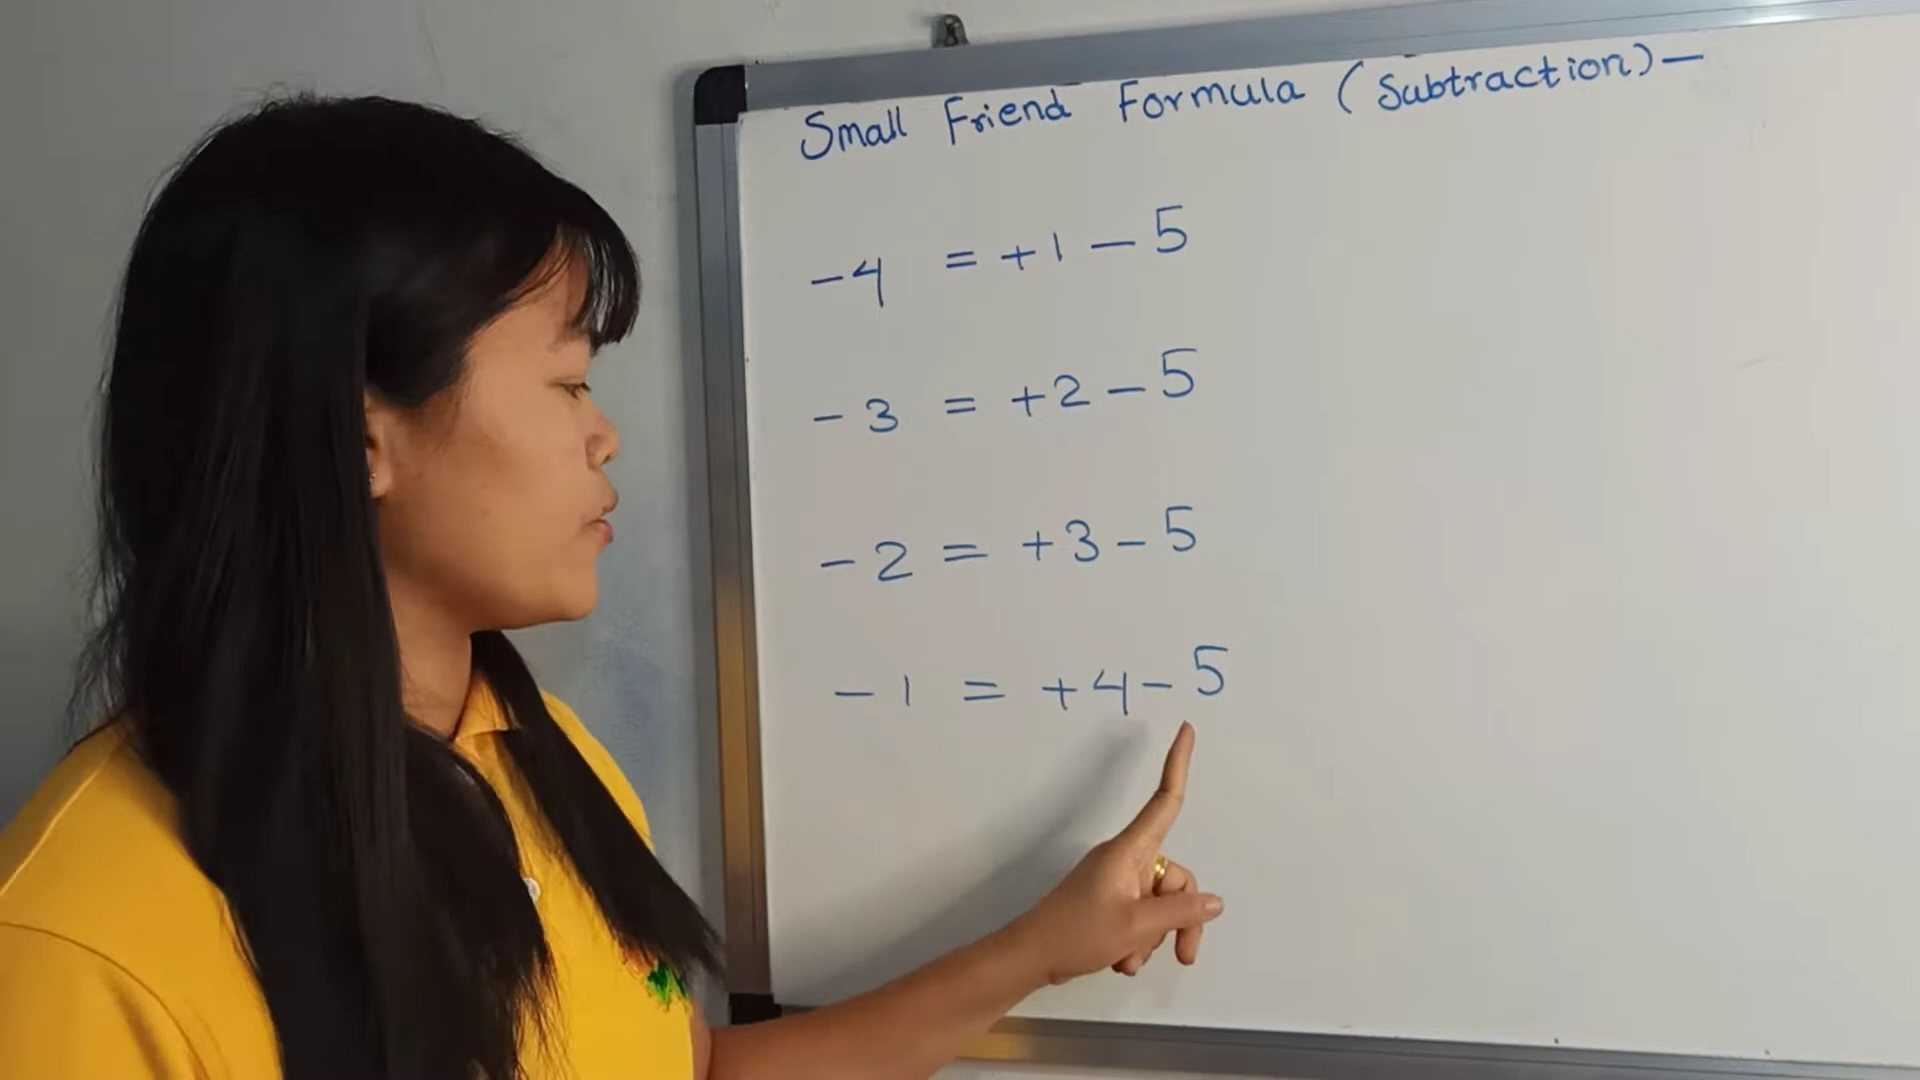 Small Friend Formula (Subtraction) —
-4 = +1 - 5
-3 = +2 - 5
-2 = +3 - 5
-1 = +4 - 5